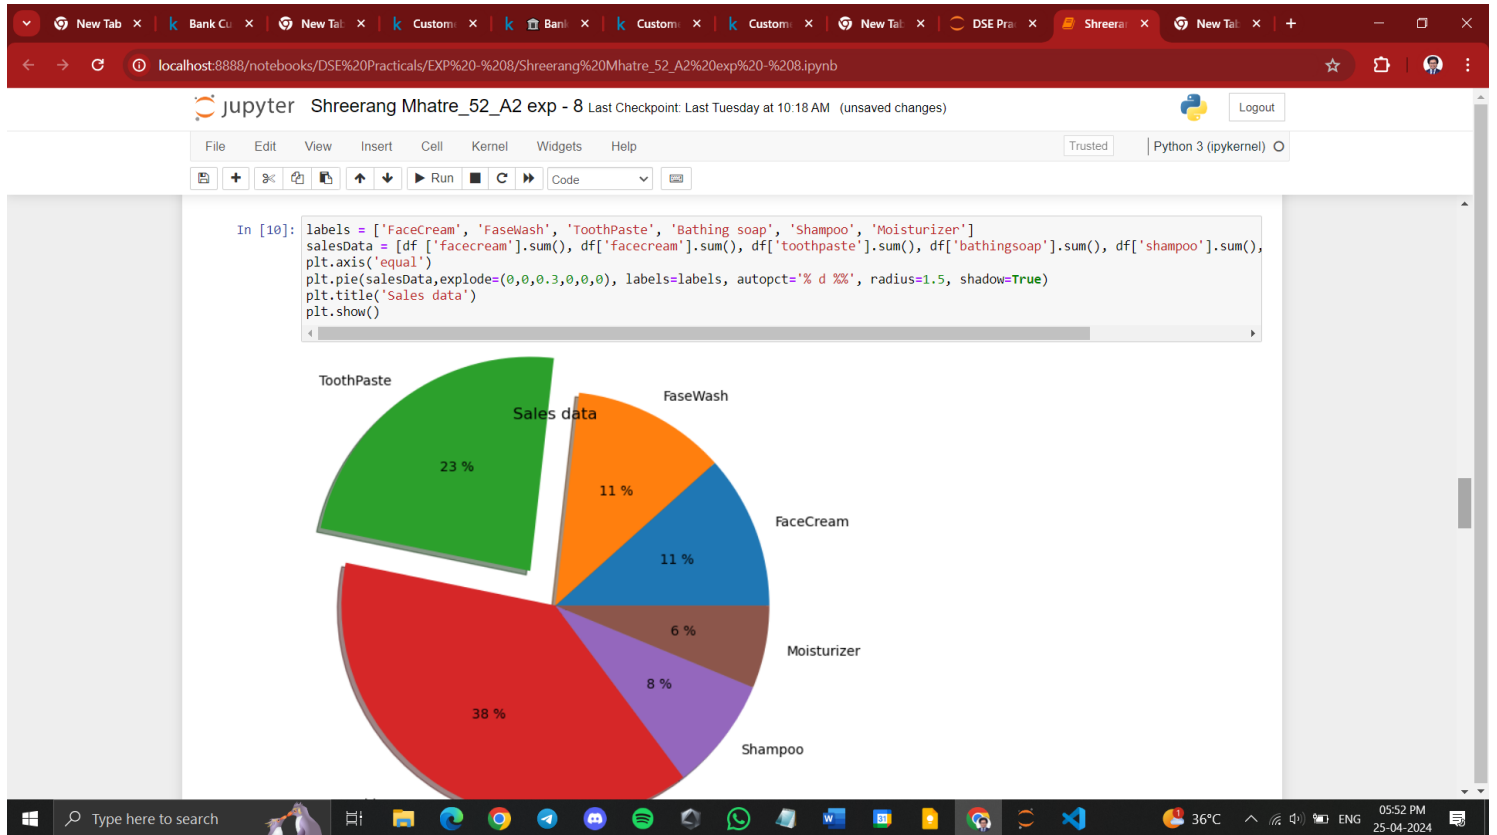 New Tab
Bank Cu
New Tab
Custom
Bank
Custom
Custom
New Tab
DSE Pra
Shreeran
New Tab
localhost:8888/notebooks/DSE%20Practicals/EXP%20-%208/Shreerang%20Mhatre_52_A2%20exp%20-%208.ipynb
jupyter Shreerang Mhatre_52_A2 exp - 8 Last Checkpoint: Last Tuesday at 10:18 AM (unsaved changes)
Logout
File Edit View Insert Cell Kernel Widgets Help
Trusted
Python 3 (ipykernel)
Run
Code
In [10]:
labels = ['FaceCream', 'FaseWash', 'ToothPaste', 'Bathing soap', 'Shampoo', 'Moisturizer']
salesData = [df ['facecream'].sum(), df['facecream'].sum(), df['toothpaste'].sum(), df['bathingsoap'].sum(), df['shampoo'].sum(),
plt.axis('equal')
plt.pie(salesData,explode=(0,0,0.3,0,0,0), labels=labels, autopct='% d %%', radius=1.5, shadow=True)
plt.title('Sales data')
plt.show()
ToothPaste
FaseWash
Sales data
23 %
11 %
FaceCream
11 %
6 %
Moisturizer
8 %
38 %
Shampoo
Type here to search
1
31
36°C
ENG
05:52 PM
25-04-2024